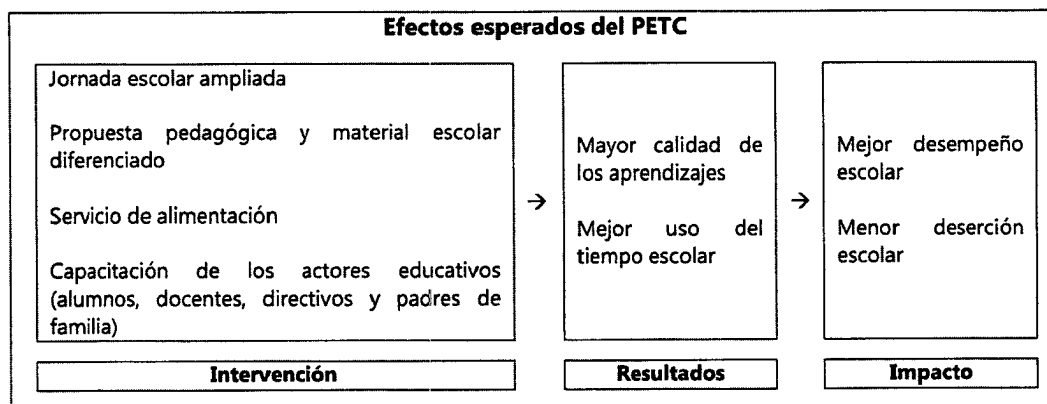 Efectos esperados del PETC
Jornada escolar ampliada
Propuesta pedagógica y material escolar
diferenciado
Servicio de alimentación
Capacitación de los actores educativos
(alumnos, docentes, directivos y padres de
familia)
→
Mayor calidad de
los aprendizajes
Mejor uso del
tiempo escolar
→
Mejor desempeño
escolar
Menor deserción
escolar
Intervención
Resultados
Impacto